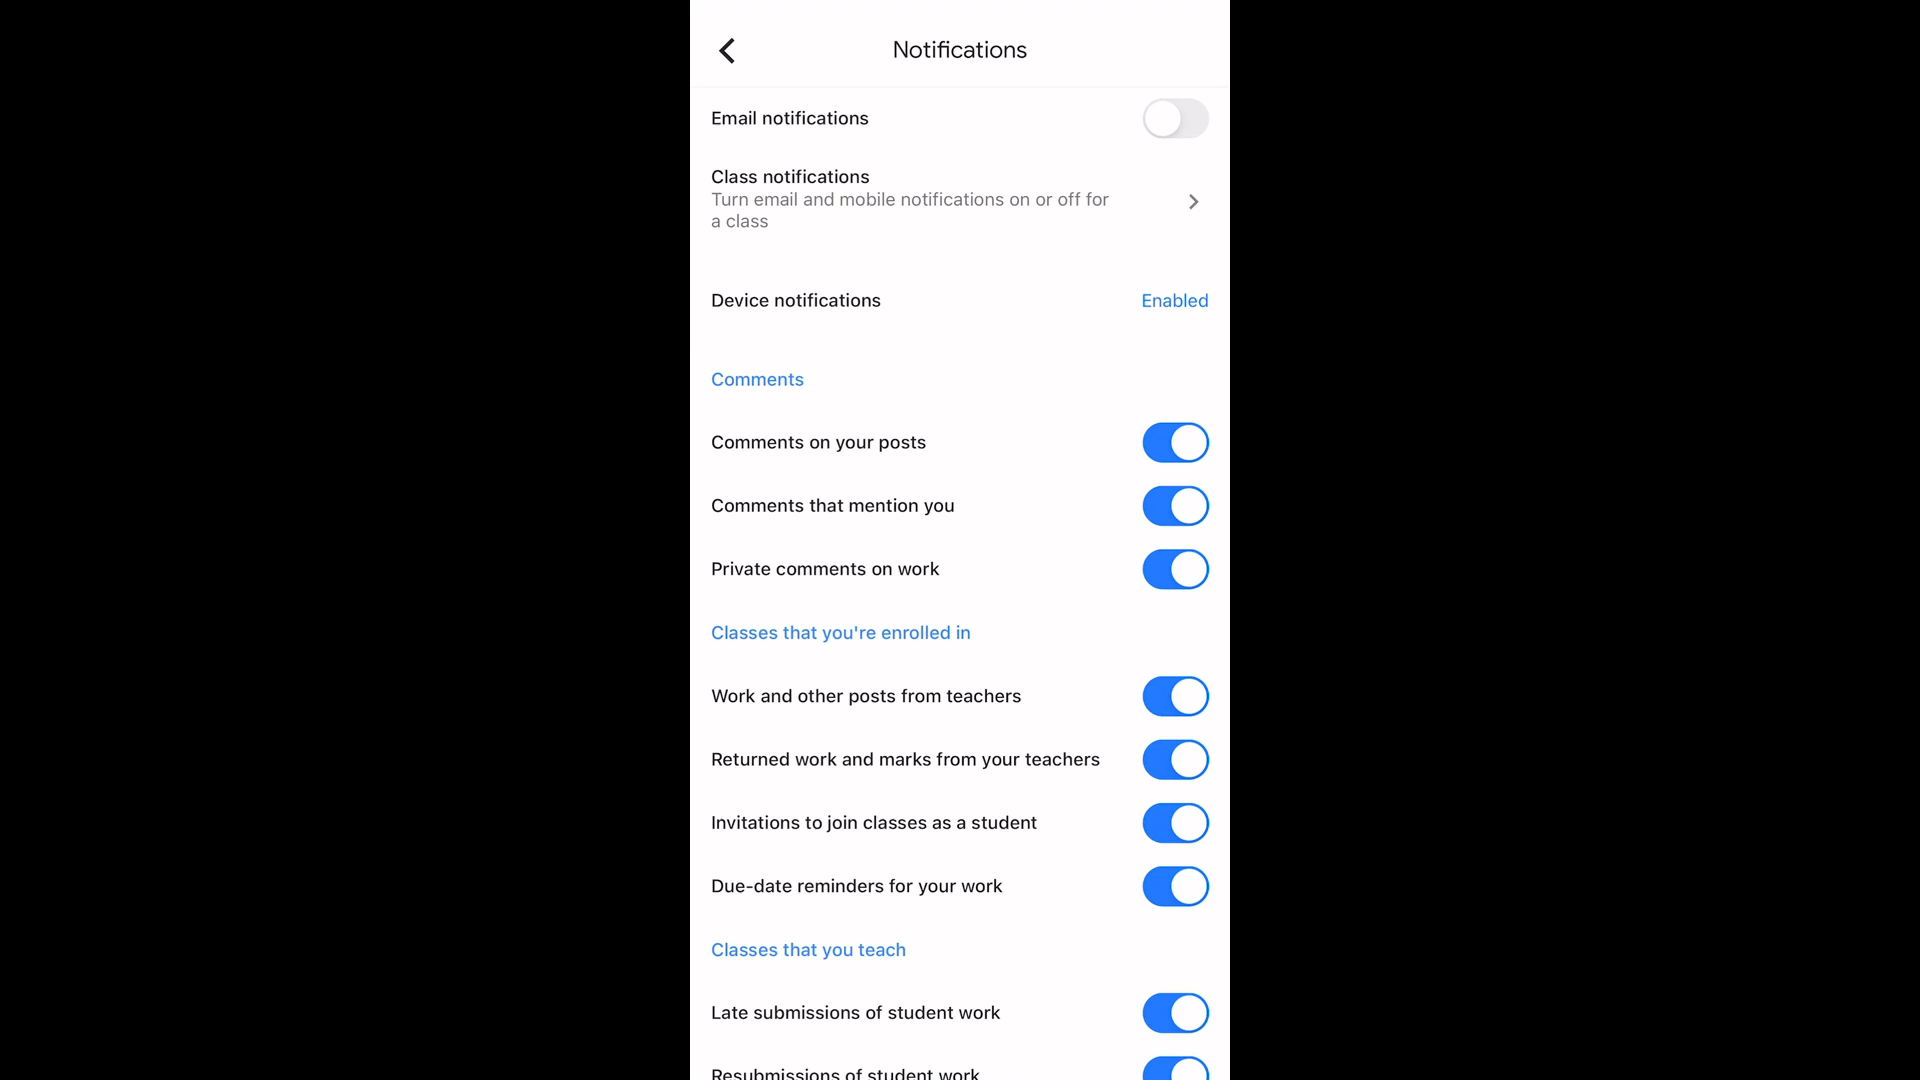 Notifications
Email notifications
Class notifications
Turn email and mobile notifications on or off for
a class
Device notifications
Enabled
Comments
Comments on your posts
Comments that mention you
Private comments on work
Classes that you're enrolled in
Work and other posts from teachers
Returned work and marks from your teachers
Invitations to join classes as a student
Due-date reminders for your work
Classes that you teach
Late submissions of student work
Resubmissions of student work